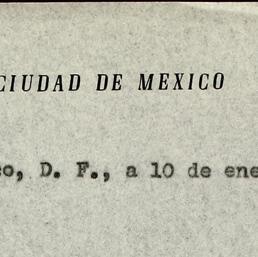 CIUDAD DE MEXICO
co, D. F., a 10 de ene